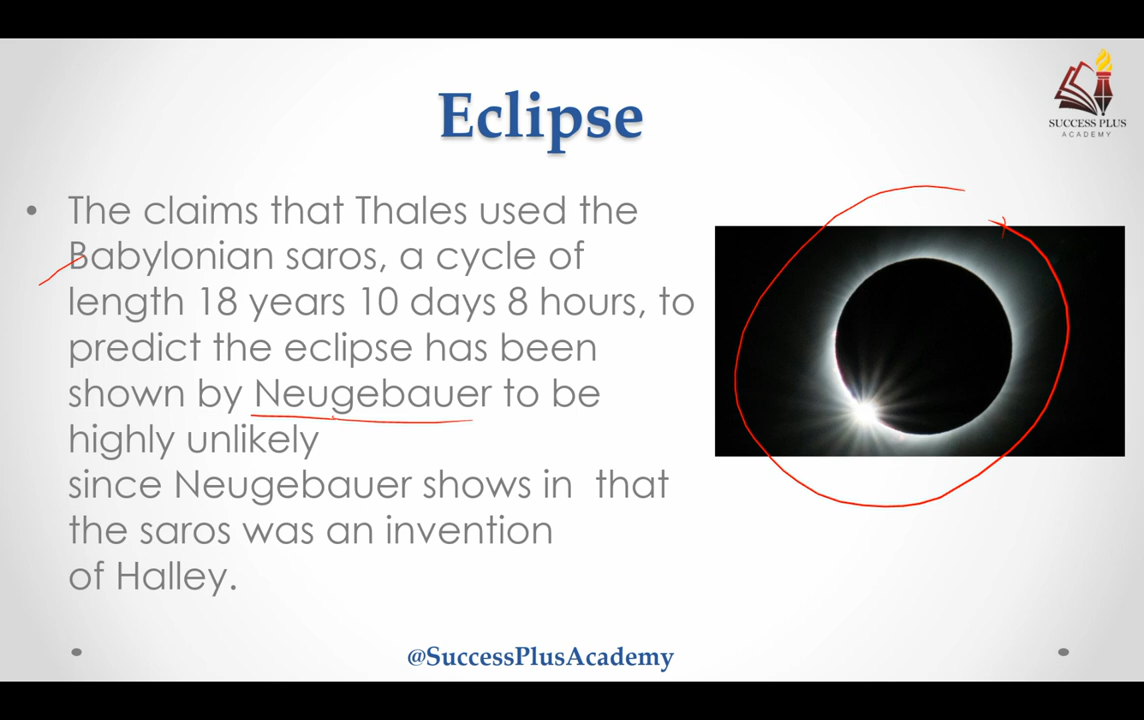 SUCCESS PLUS
ACADEMY
Eclipse
• The claims that Thales used the
Babylonian saros, a cycle of
length 18 years 10 days 8 hours, to
predict the eclipse has been
shown by Neugebauer to be
highly unlikely
since Neugebauer shows in  that
the saros was an invention
of Halley.
@SuccessPlusAcademy